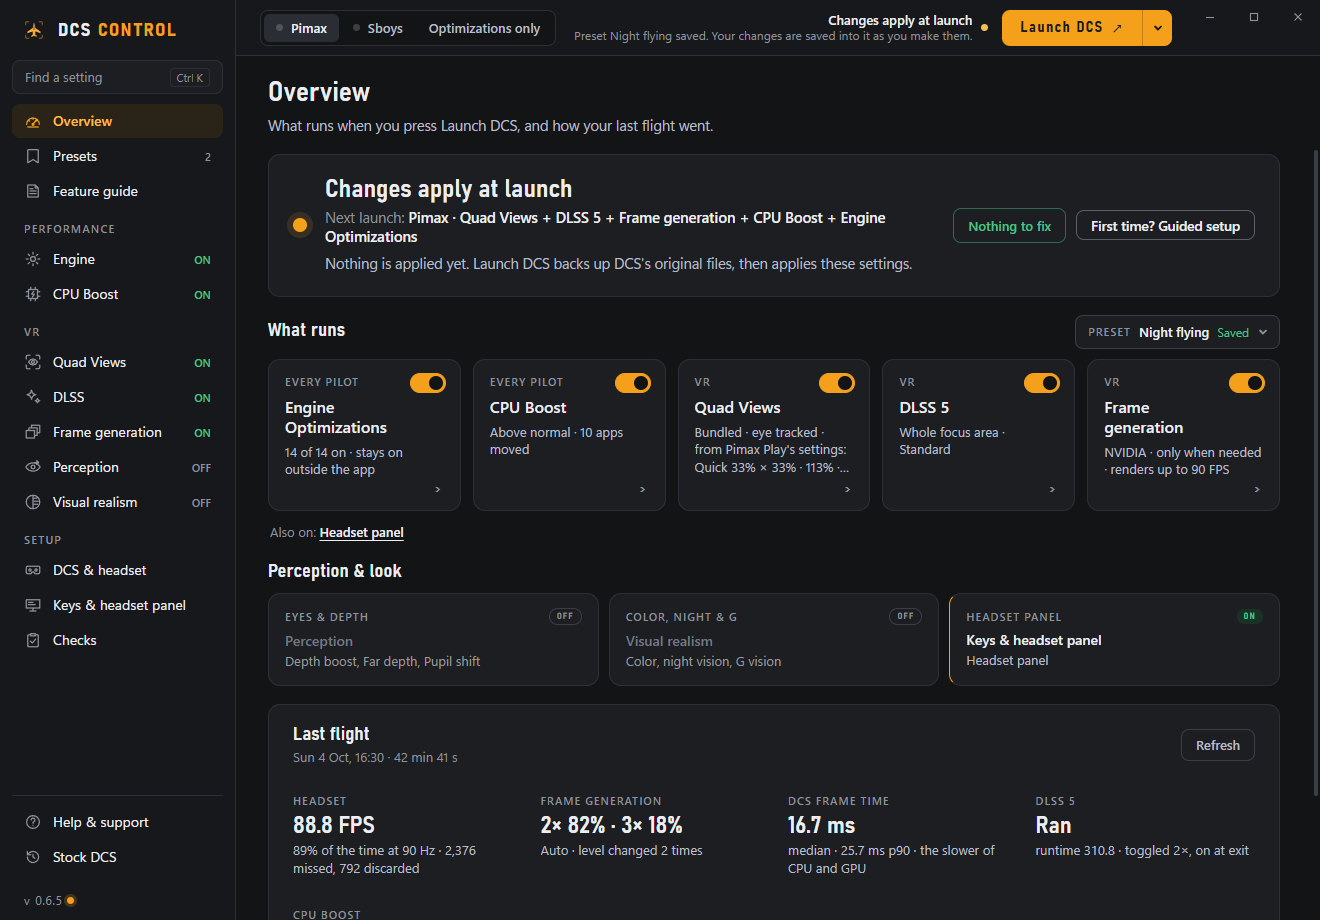 DCS CONTROL
Find a setting
Ctrl K
Overview
Presets
2
Feature guide
PERFORMANCE
Engine
ON
CPU Boost
ON
VR
Quad Views
ON
DLSS
ON
Frame generation
ON
Perception
OFF
Visual realism
OFF
SETUP
DCS & headset
Keys & headset panel
Checks
Help & support
Stock DCS
v 0.6.5
Pimax
Sboys
Optimizations only
Changes apply at launch
Preset Night flying saved. Your changes are saved into it as you make them.
Launch DCS ↗
Overview
What runs when you press Launch DCS, and how your last flight went.
Changes apply at launch
Next launch: Pimax · Quad Views + DLSS 5 + Frame generation + CPU Boost + Engine
Optimizations
Nothing is applied yet. Launch DCS backs up DCS's original files, then applies these settings.
Nothing to fix
First time? Guided setup
What runs
PRESET Night flying Saved
EVERY PILOT
Engine
Optimizations
14 of 14 on · stays on
outside the app
EVERY PILOT
CPU Boost
Above normal · 10 apps
moved
VR
Quad Views
Bundled · eye tracked ·
from Pimax Play's settings:
Quick 33% × 33% · 113% ·...
VR
DLSS 5
Whole focus area ·
Standard
VR
Frame
generation
NVIDIA · only when needed
· renders up to 90 FPS
Also on: Headset panel
Perception & look
EYES & DEPTH
OFF
Perception
Depth boost, Far depth, Pupil shift
COLOR, NIGHT & G
OFF
Visual realism
Color, night vision, G vision
HEADSET PANEL
ON
Keys & headset panel
Headset panel
Last flight
Sun 4 Oct, 16:30 · 42 min 41 s
Refresh
HEADSET
88.8 FPS
89% of the time at 90 Hz · 2,376
missed, 792 discarded
FRAME GENERATION
2× 82% · 3× 18%
Auto · level changed 2 times
DCS FRAME TIME
16.7 ms
median · 25.7 ms p90 · the slower of
CPU and GPU
DLSS 5
Ran
runtime 310.8 · toggled 2×, on at exit
CPU BOOST